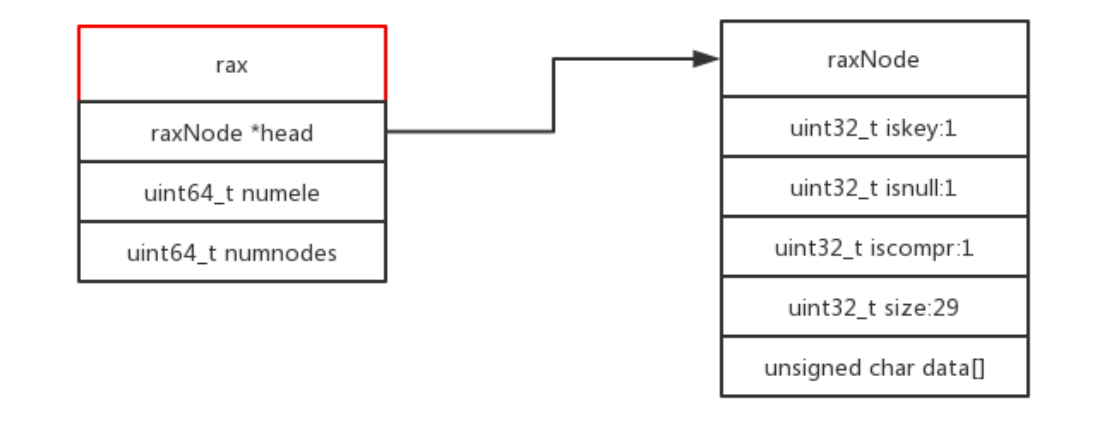 rax
raxNode *head
uint64_t numele
uint64_t numnodes
raxNode
uint32_t iskey:1
uint32_t isnull:1
uint32_t iscompr:1
uint32_t size:29
unsigned char data[]